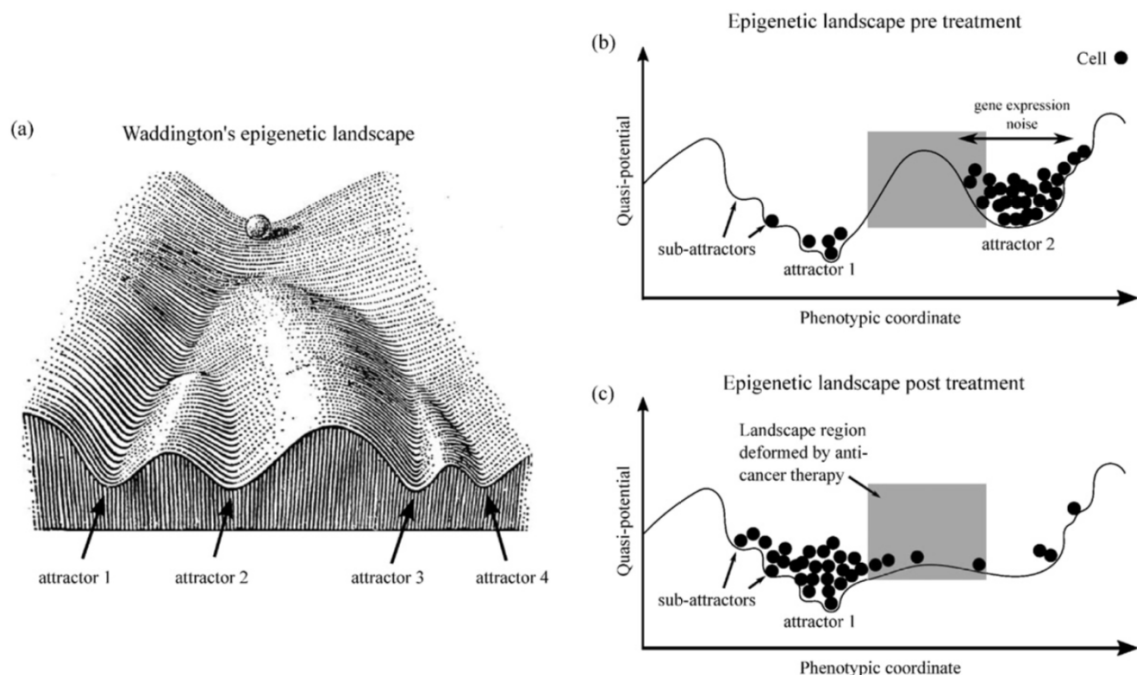 (a)
Waddington's epigenetic landscape
attractor 1
attractor 2
attractor 3
attractor 4
(b)
Epigenetic landscape pre treatment
Cell
gene expression
noise
Quasi-potential
sub-attractors
attractor 1
attractor 2
Phenotypic coordinate
(c)
Epigenetic landscape post treatment
Landscape region
deformed by anti-
cancer therapy
Quasi-potential
sub-attractors
attractor 1
Phenotypic coordinate